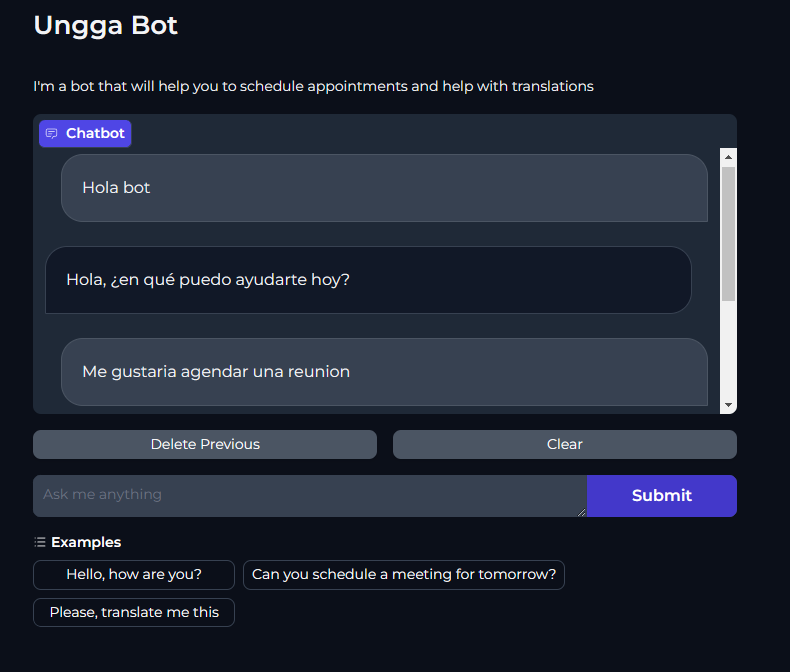 Ungga Bot
I'm a bot that will help you to schedule appointments and help with translations
Chatbot
Hola bot
Hola, ¿en qué puedo ayudarte hoy?
Me gustaria agendar una reunion
Delete Previous
Clear
Ask me anything
Submit
Examples
Hello, how are you?
Can you schedule a meeting for tomorrow?
Please, translate me this